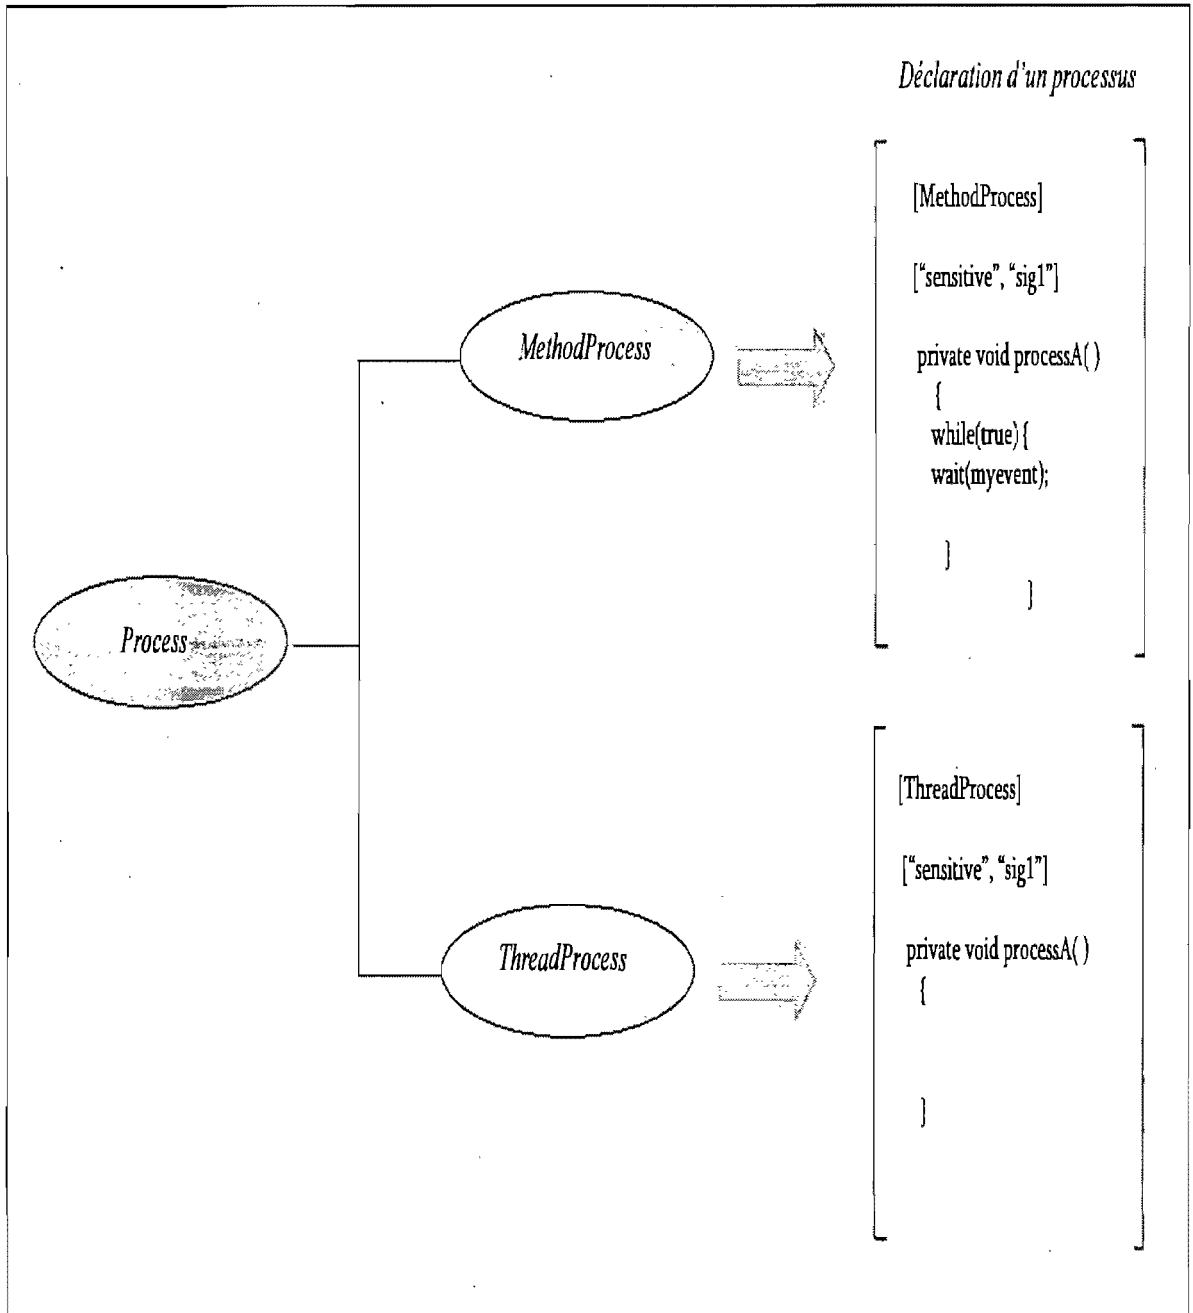 Déclaration d'un processus
[MethodProcess]
[“sensitive”, “sig1”]
private void processA( )
{
while(true) {
wait(myevent);
}
}
MethodProcess
Process
ThreadProcess
[ThreadProcess]
[“sensitive”, “sig1”]
private void processA( )
{
}